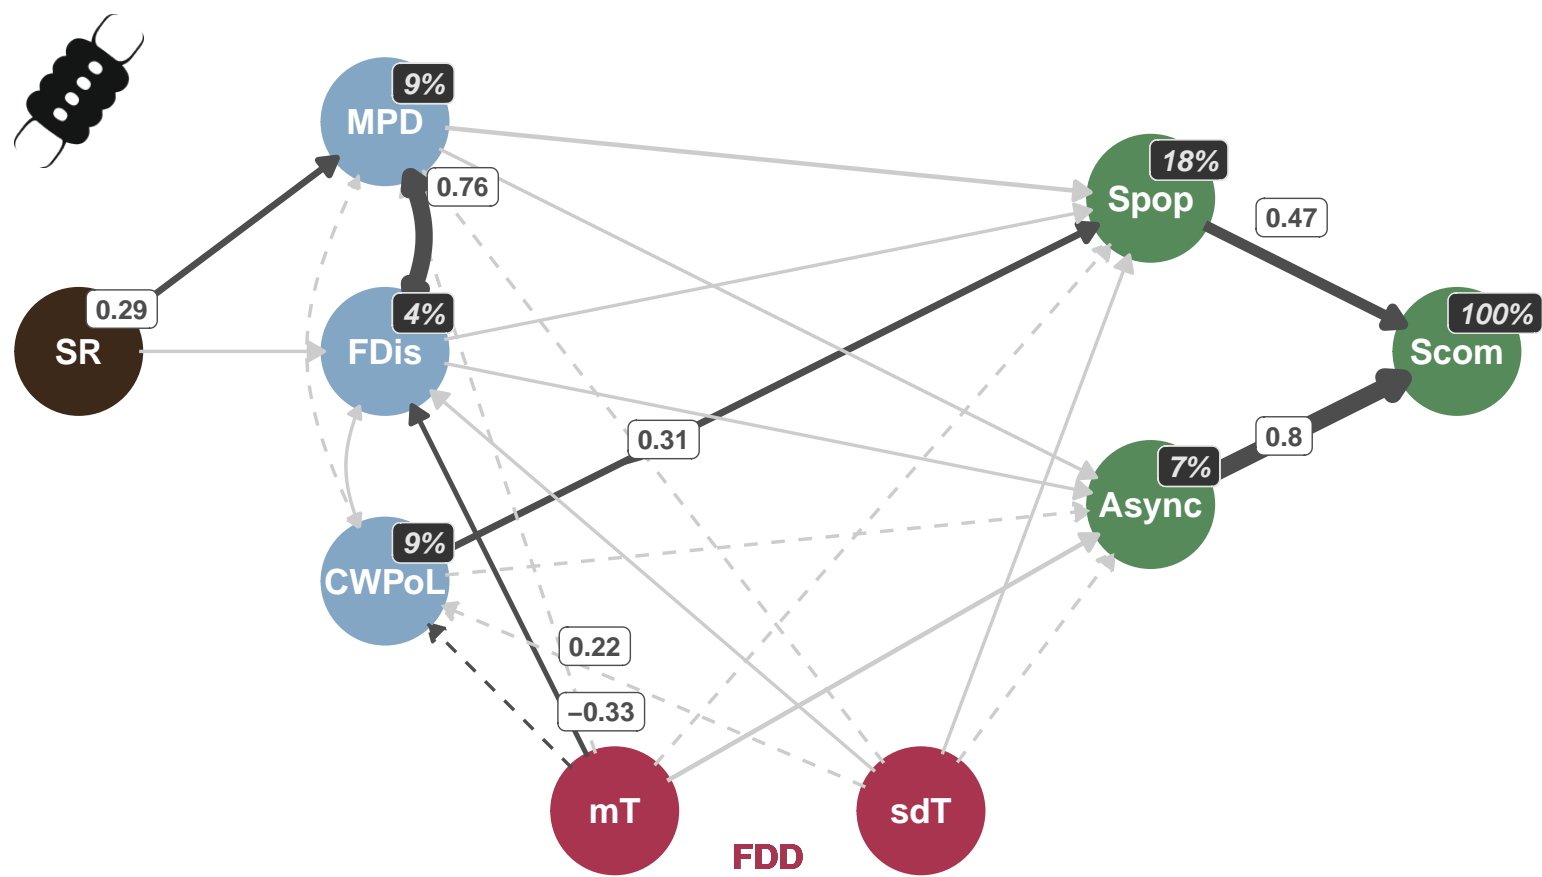 9%
MPD
0.76
18%
Spop
0.47
0.29
SR
4%
FDis
100%
Scom
0.31
0.8
7%
Async
9%
CWPoL
0.22
−0.33
mT
sdT
FDD